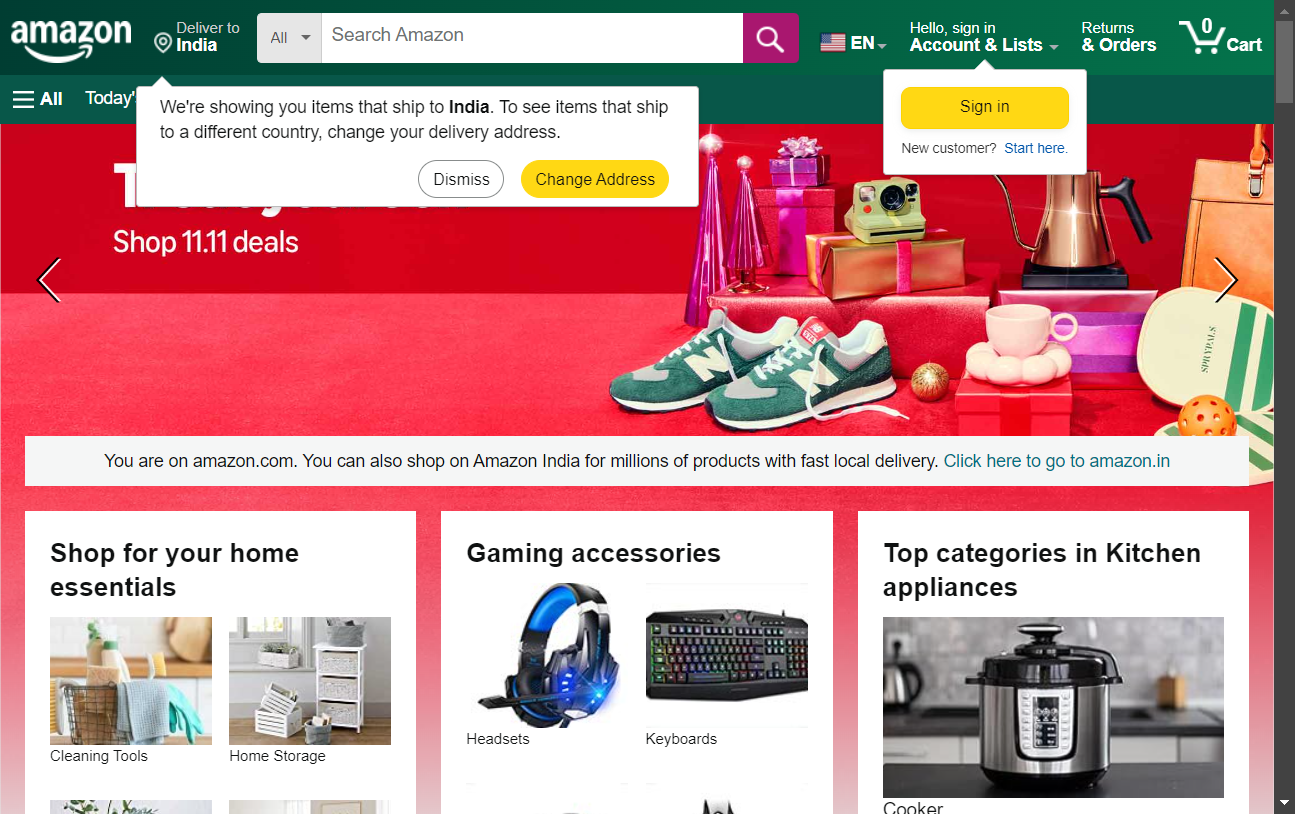 amazon
Deliver to
India
All
Search Amazon
EN
Hello, sign in
Account & Lists
Returns
& Orders
0
Cart
All
Today'
We're showing you items that ship to India. To see items that ship
to a different country, change your delivery address.
Dismiss
Change Address
Sign in
New customer? Start here.
Shop 11.11 deals
SPRYPALS
You are on amazon.com. You can also shop on Amazon India for millions of products with fast local delivery. Click here to go to amazon.in
Shop for your home
essentials
Cleaning Tools
Home Storage
Gaming accessories
Headsets
Keyboards
Top categories in Kitchen
appliances
Cooker